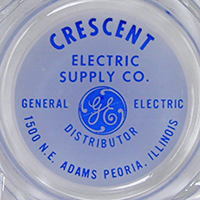 CRESCENT
ELECTRIC
SUPPLY CO.
GENERAL GE ELECTRIC
DISTRIBUTOR
1500 N.E. ADAMS PEORIA, ILLINOIS